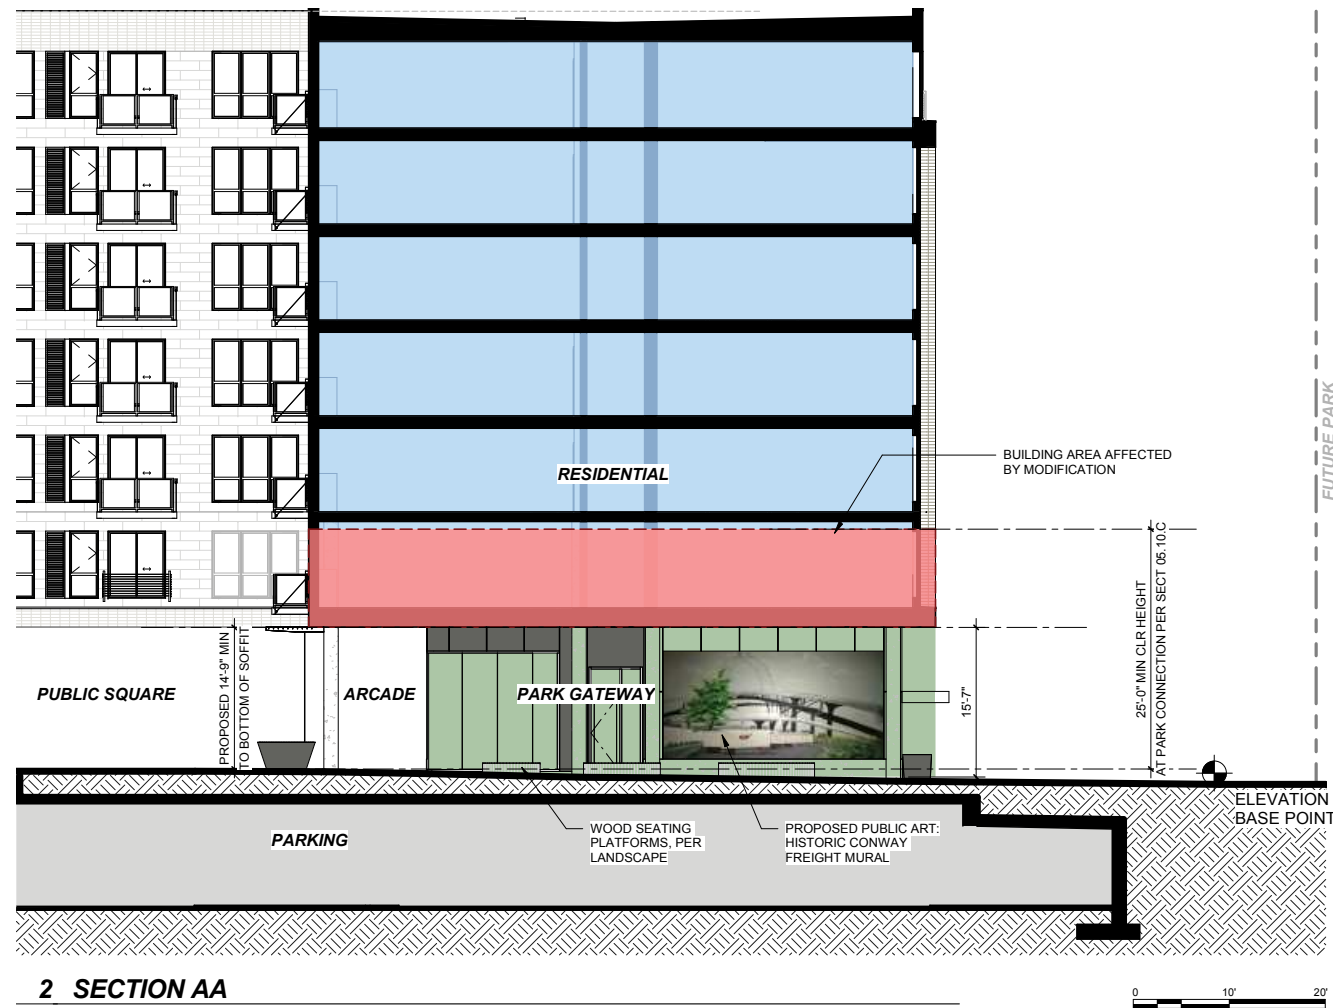 FUTURE PARK
BUILDING AREA AFFECTED
BY MODIFICATION
RESIDENTIAL
25'-0" MIN CLR HEIGHT
AT PARK CONNECTION PER SECT 05.10.C
PROPOSED 14'-9" MIN
TO BOTTOM OF SOFFIT
PUBLIC SQUARE
ARCADE
PARK GATEWAY
15'-7"
ELEVATION
BASE POINT
WOOD SEATING
PLATFORMS, PER
LANDSCAPE
PROPOSED PUBLIC ART:
HISTORIC CONWAY
FREIGHT MURAL
PARKING
2 SECTION AA
0 10' 20'